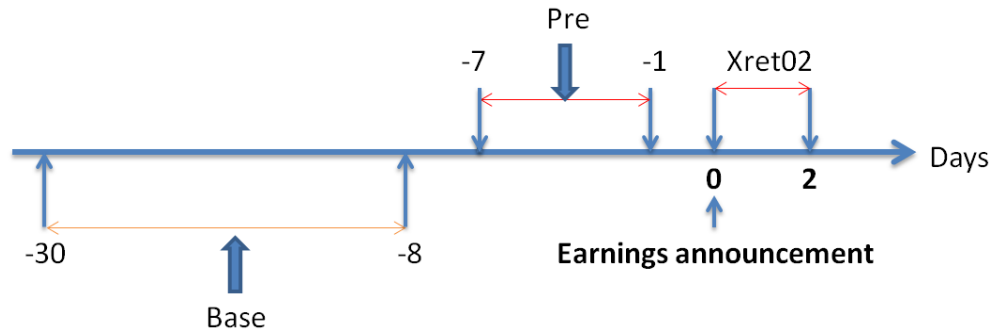 Pre
-7
-1
Xret02
Days
0
2
-30
-8
Earnings announcement
Base